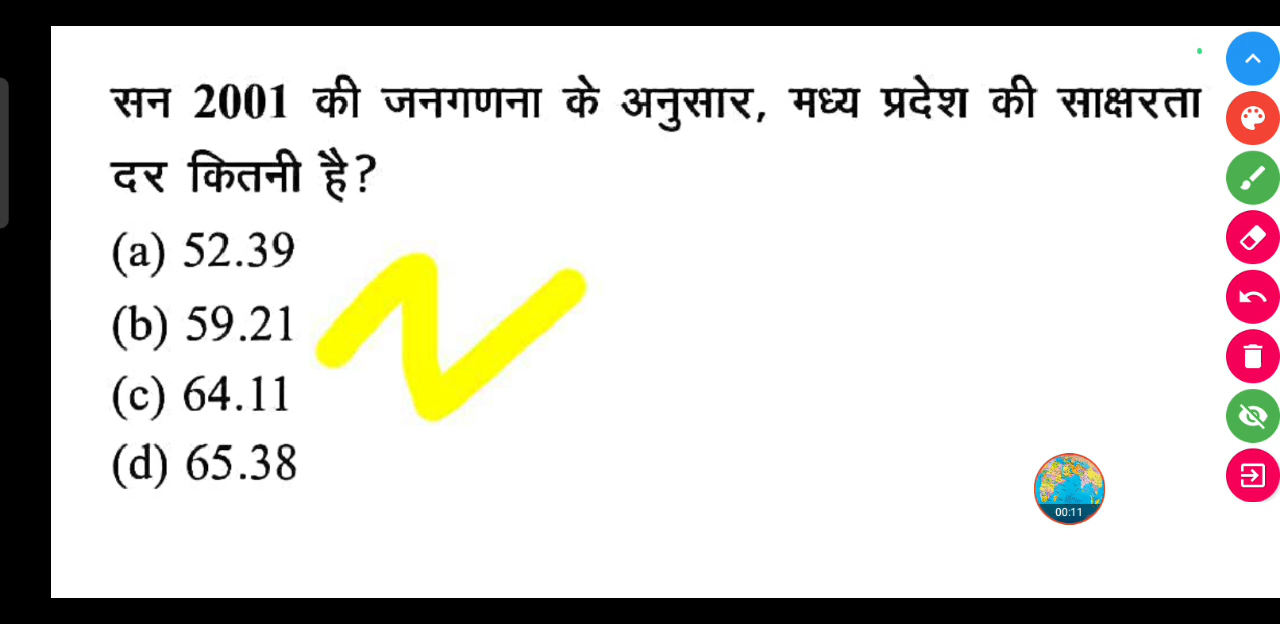 सन 2001 की जनगणना के अनुसार, मध्य प्रदेश की साक्षरता
दर कितनी है?
(a) 52.39
(b) 59.21
(c) 64.11
(d) 65.38
00:11